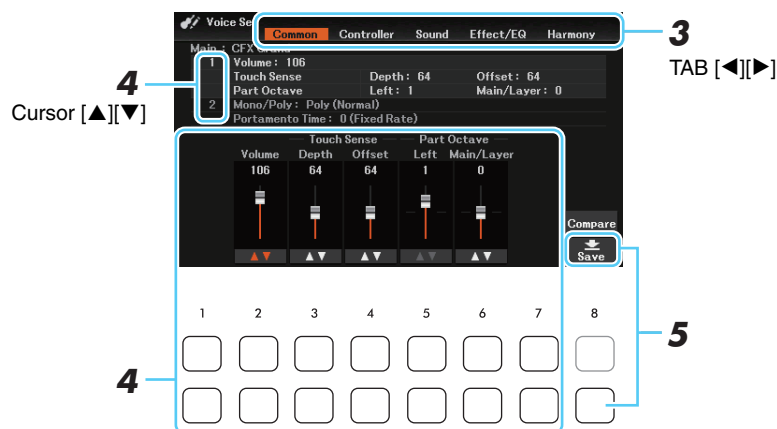 Voice Se
Common Controller Sound Effect/EQ Harmony
3
TAB [◀][▶]
Main : CFX Grand
4
Cursor [▲][▼]
1 Volume : 106
Touch Sense Depth : 64 Offset : 64
Part Octave Left : 1 Main/Layer : 0
2 Mono/Poly : Poly (Normal)
Portamento Time : 0 (Fixed Rate)
Touch Sense Part Octave
Volume Depth Offset Left Main/Layer
106 64 64 1 0
▲▼ ▲▼ ▲▼ ▲▼ ▲▼
Compare
Save
1 2 3 4 5 6 7 8
5
4